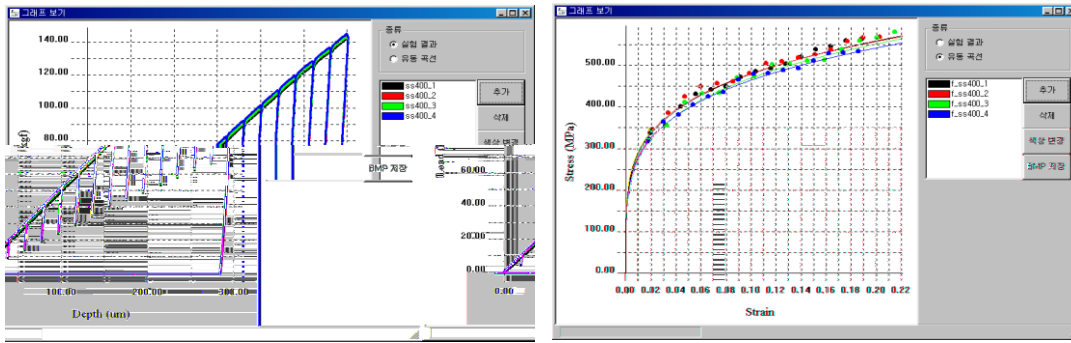 그래프 보기
140.00
120.00
100.00
80.00
60.00
40.00
20.00
0.00
100.00
200.00
300.00
0.00
Depth (um)
종류
실험 결과
유동 곡선
ss400_1
ss400_2
ss400_3
ss400_4
추가
삭제
색상 변경
BMP 저장
그래프 보기
500.00
400.00
300.00
200.00
100.00
0.00
Stress (MPa)
0.00 0.02 0.04 0.06 0.08 0.10 0.12 0.14 0.16 0.18 0.20 0.22
Strain
종류
실험 결과
유동 곡선
f_ss400_1
f_ss400_2
f_ss400_3
f_ss400_4
추가
삭제
색상 변경
BMP 저장